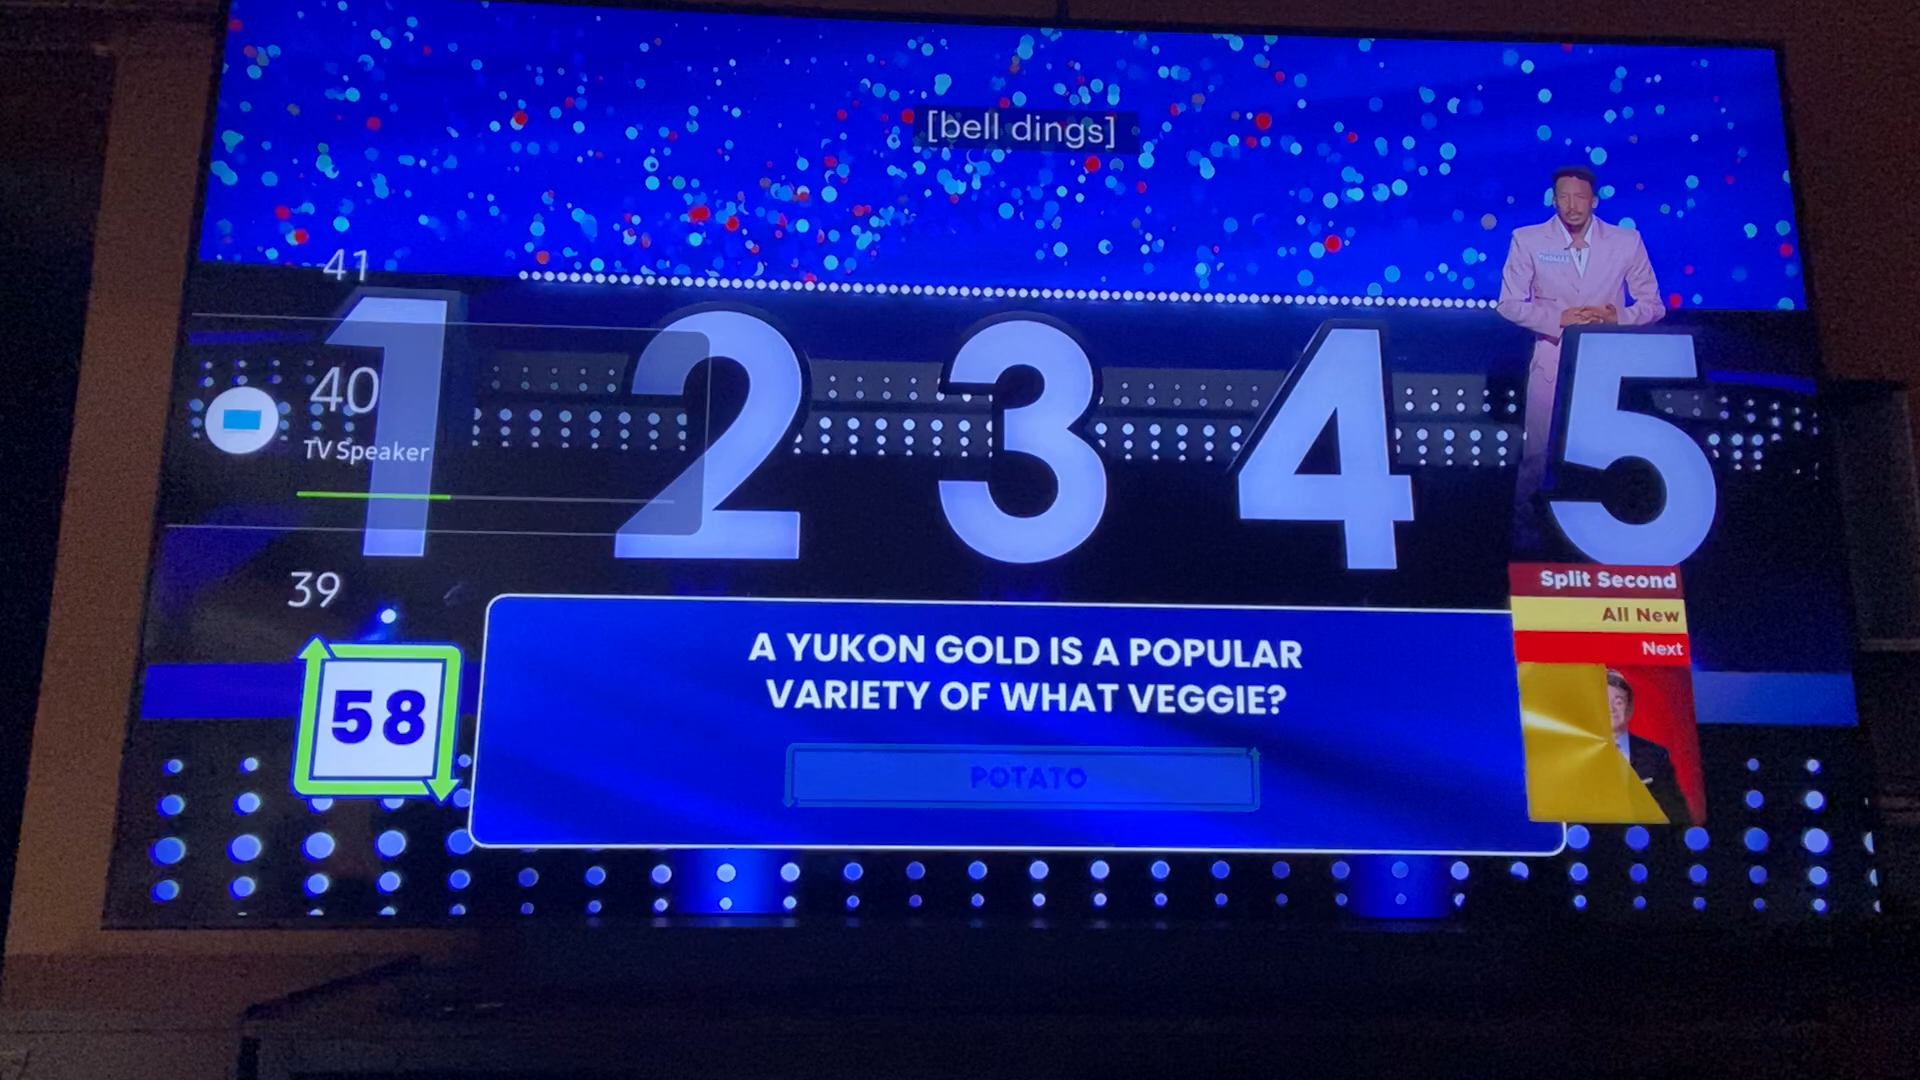 [bell dings]
41
1 2 3 4 5
40
TV Speaker
39
58
A YUKON GOLD IS A POPULAR
VARIETY OF WHAT VEGGIE?
POTATO
Split Second
All New
Next